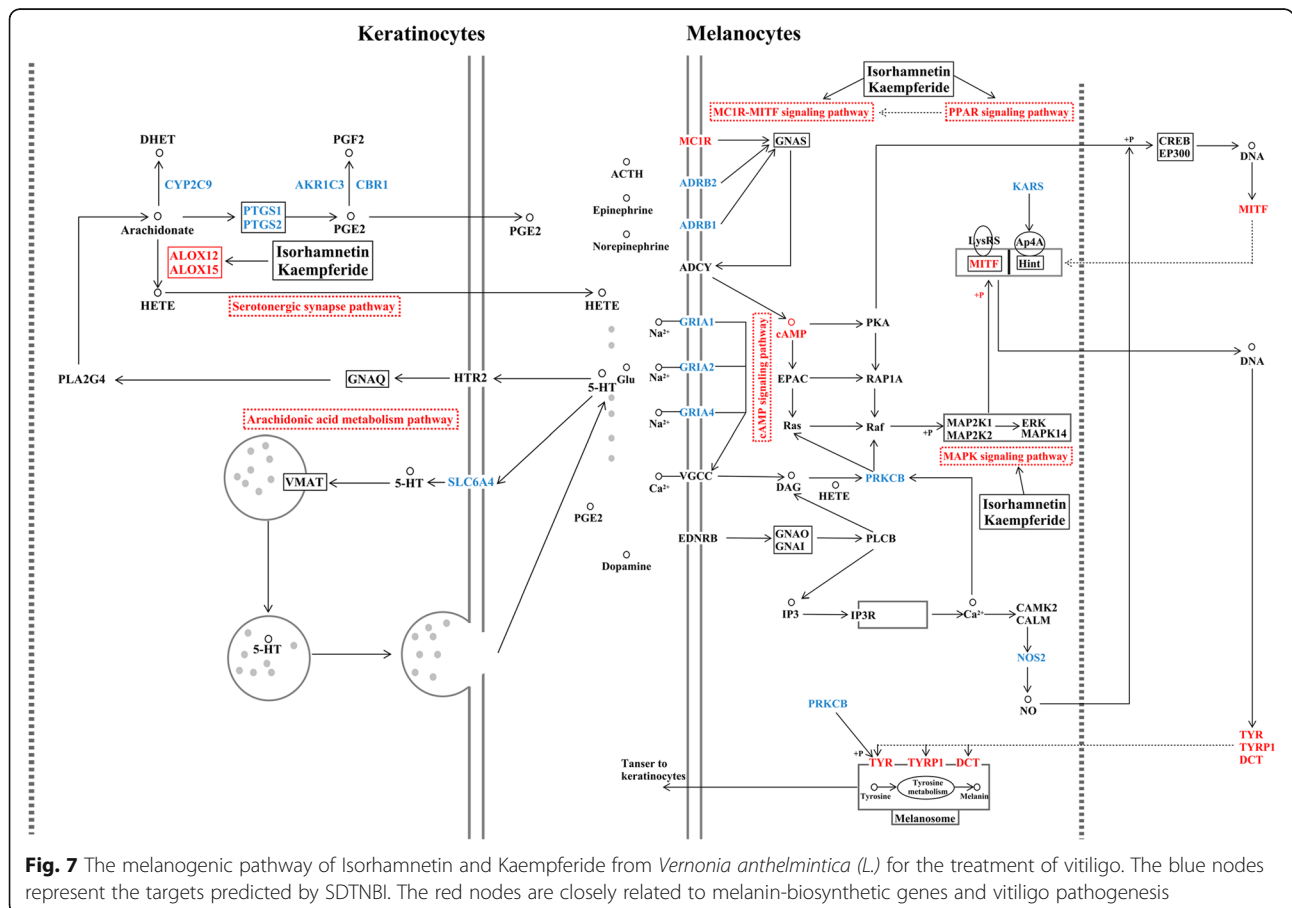 Keratinocytes
Melanocytes
Isorhamnetin
Kaempferide
MC1R-MITF signaling pathway
PPAR signaling pathway
DHET
PGF2
CYP2C9
AKR1C3
CBR1
Arachidonate
PTGS1
PTGS2
PGE2
PGE2
ALOX12
ALOX15
Isorhamnetin
Kaempferide
HETE
Serotonergic synapse pathway
HETE
PLA2G4
GNAQ
HTR2
5-HT
Glu
Arachidonic acid metabolism pathway
VMAT
5-HT
SLC6A4
5-HT
ACTH
Epinephrine
Norepinephrine
PGE2
Dopamine
MC1R
GNAS
ADRB2
ADRB1
ADCY
Na²⁺
GRIA1
Na²⁺
GRIA2
Na²⁺
GRIA4
Ca²⁺
VGCC
cAMP signaling pathway
cAMP
PKA
EPAC
RAP1A
Ras
Raf
+P
MAP2K1
MAP2K2
ERK
MAPK14
MAPK signaling pathway
Isorhamnetin
Kaempferide
DAG
HETE
PRKCB
EDNRB
GNAO
GNAI
PLCB
IP3
IP3R
Ca²⁺
CAMK2
CALM
NOS2
NO
+P
CREB
EP300
DNA
KARS
MITF
LysRS
Ap4A
MITF
Hint
+P
DNA
PRKCB
+P
TYR
TYRP1
DCT
TYR
TYRP1
DCT
Tanser to
keratinocytes
Tyrosine
Tyrosine
metabolism
Melanin
Melanosome
Fig. 7 The melanogenic pathway of Isorhamnetin and Kaempferide from Vernonia anthelmintica (L.) for the treatment of vitiligo. The blue nodes
represent the targets predicted by SDTNBI. The red nodes are closely related to melanin-biosynthetic genes and vitiligo pathogenesis